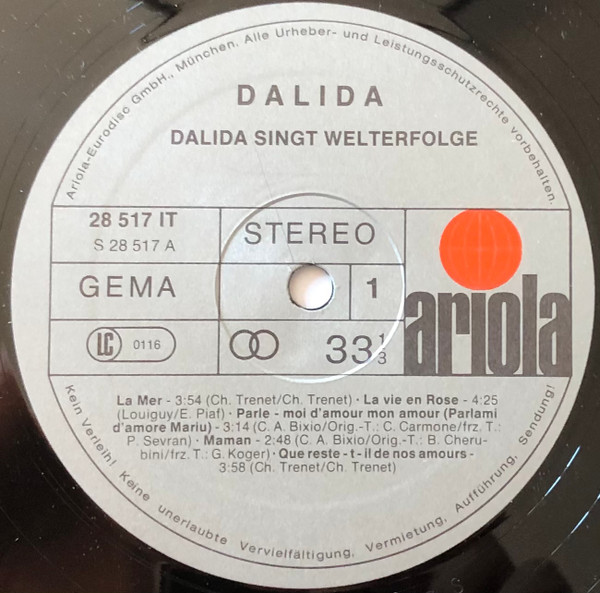 Ariola-Eurodisc GmbH., München. Alle Urheber- und Leistungsschutzrechte vorbehalten.
DALIDA
DALIDA SINGT WELTERFOLGE
28 517 IT
S 28 517 A
STEREO
GEMA
1
ariola
LC 0116
33 1/3
La Mer - 3:54 (Ch. Trenet/Ch. Trenet) · La vie en Rose - 4:25
(Louiguy/E. Piaf) · Parle - moi d'amour mon amour (Parlami
d'amore Mariu) - 3:14 (C. A. Bixio/Orig.-T.: C. Carmone/frz. T.:
P. Sevran) · Maman - 2:48 (C. A. Bixio/Orig.-T.: B. Cheru-
bini/frz. T.: G. Koger) · Que reste - t - il de nos amours -
3:58 (Ch. Trenet/Ch. Trenet)
Kein Verleih! Keine unerlaubte Vervielfältigung, Vermietung, Aufführung, Sendung!